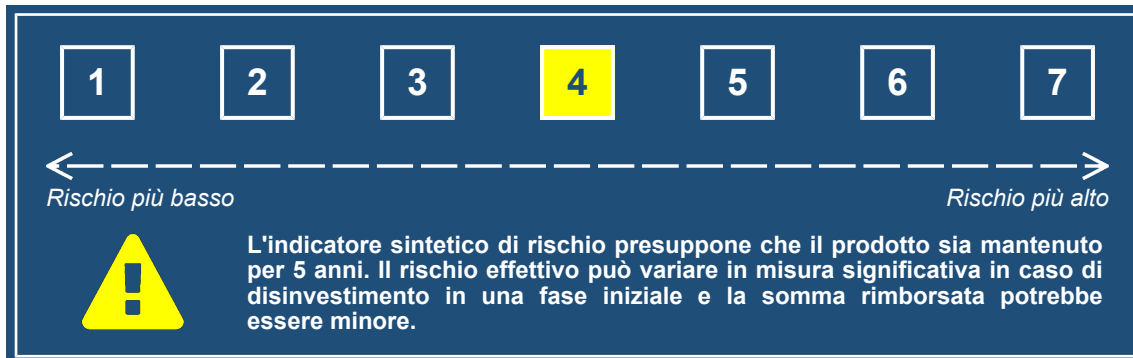 1 2 3 4 5 6 7
Rischio più basso Rischio più alto
L'indicatore sintetico di rischio presuppone che il prodotto sia mantenuto
per 5 anni. Il rischio effettivo può variare in misura significativa in caso di
disinvestimento in una fase iniziale e la somma rimborsata potrebbe
essere minore.